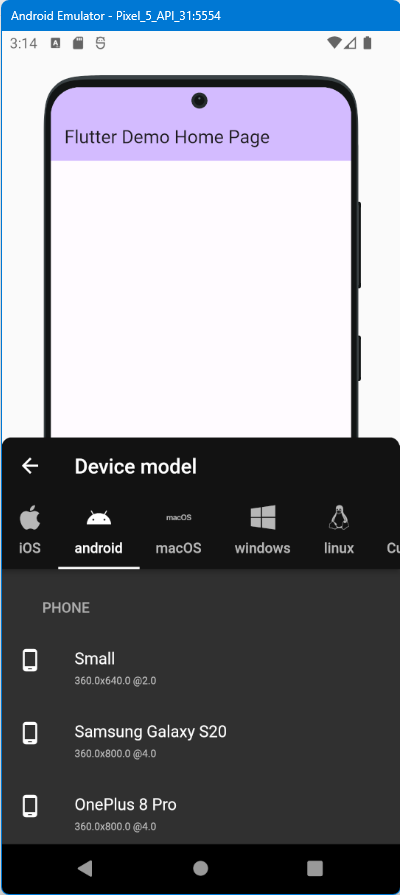 Android Emulator - Pixel_5_API_31:5554
3:14
Flutter Demo Home Page
Device model
macOS
iOS android macOS windows linux Cu
PHONE
Small
360.0x640.0 @2.0
Samsung Galaxy S20
360.0x800.0 @4.0
OnePlus 8 Pro
360.0x800.0 @4.0